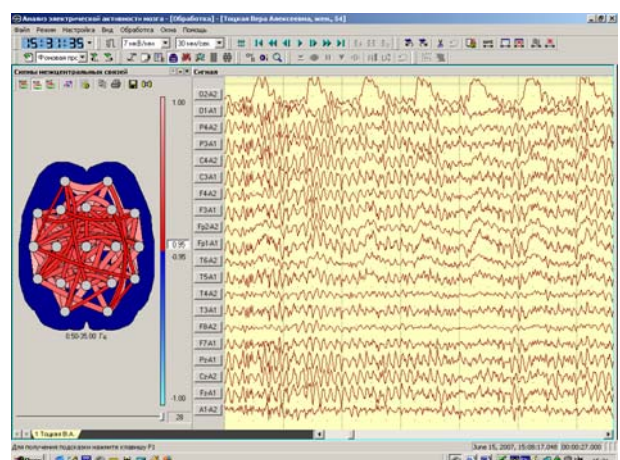 Анализ электрической активности мозга - [Обработка] - [Тоцкая Вера Алексеевна, жен, 54]
Файл Режим Настройка Вид Обработка Окна Помощь
15:31:35
7 мкВ/мм
30 мм/сек
Фоновая
Схемы межцентральных связей
Сигнал
1.00
0.95
-0.95
-1.00
28
0.50-35.00 Гц
O2-A2
O1-A1
P4-A2
P3-A1
C4-A2
C3-A1
F4-A2
F3-A1
Fp2-A2
Fp1-A1
T6-A2
T5-A1
T4-A2
T3-A1
F8-A2
F7-A1
Pz-A1
Cz-A2
Fz-A1
A1-A2
1 Тоцкая В.А.
Для получения подсказки нажмите клавишу F1
June 15, 2007, 15:08:17.048
00:00:27.000